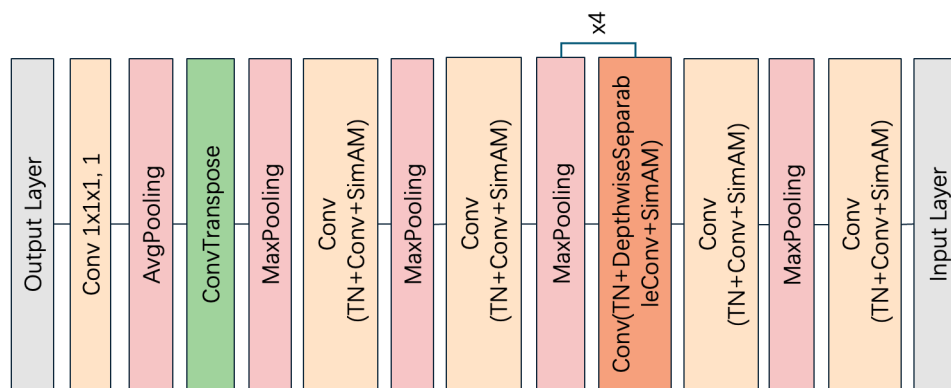 x4
Output Layer
Conv 1x1x1, 1
AvgPooling
ConvTranspose
MaxPooling
Conv
(TN+Conv+SimAM)
MaxPooling
Conv
(TN+Conv+SimAM)
MaxPooling
Conv(TN+DepthwiseSeparab
leConv+SimAM)
Conv
(TN+Conv+SimAM)
MaxPooling
Conv
(TN+Conv+SimAM)
Input Layer